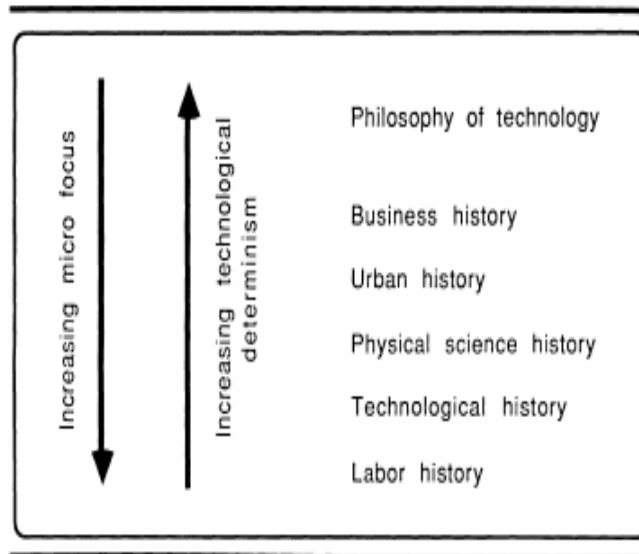 Increasing micro focus
Increasing technological
determinism
Philosophy of technology
Business history
Urban history
Physical science history
Technological history
Labor history